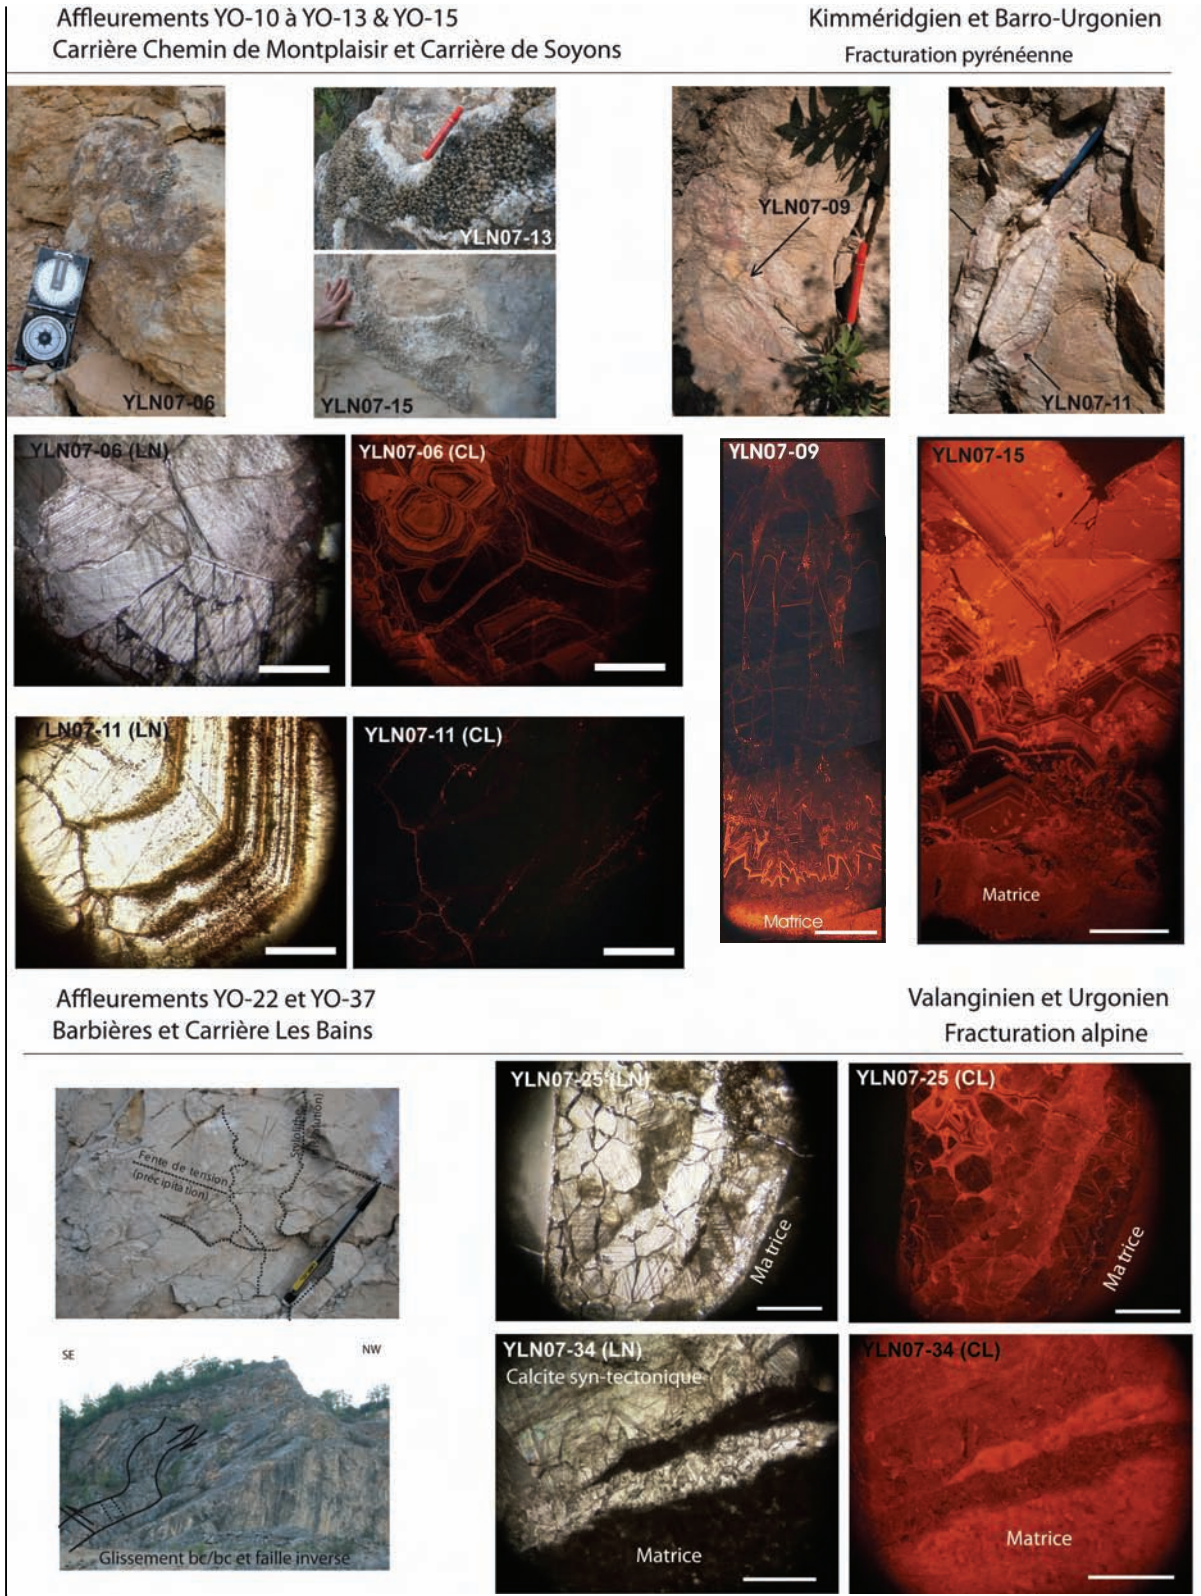 Affleurements YO-10 à YO-13 & YO-15
Carrière Chemin de Montplaisir et Carrière de Soyons
Kimméridgien et Barro-Urgonien
Fracturation pyrénéenne
YLN07-06
YLN07-13
YLN07-15
YLN07-09
YLN07-11
YLN07-06 (LN)
YLN07-06 (CL)
YLN07-09
Matrice
YLN07-15
Matrice
YLN07-11 (LN)
YLN07-11 (CL)
Affleurements YO-22 et YO-37
Barbières et Carrière Les Bains
Valanginien et Urgonien
Fracturation alpine
Fente de tension
(précipitation)
YLN07-25 (LN)
Matrice
YLN07-25 (CL)
Matrice
SE
NW
Glissement bc/bc et faille inverse
YLN07-34 (LN)
Calcite syn-tectonique
Matrice
YLN07-34 (CL)
Matrice